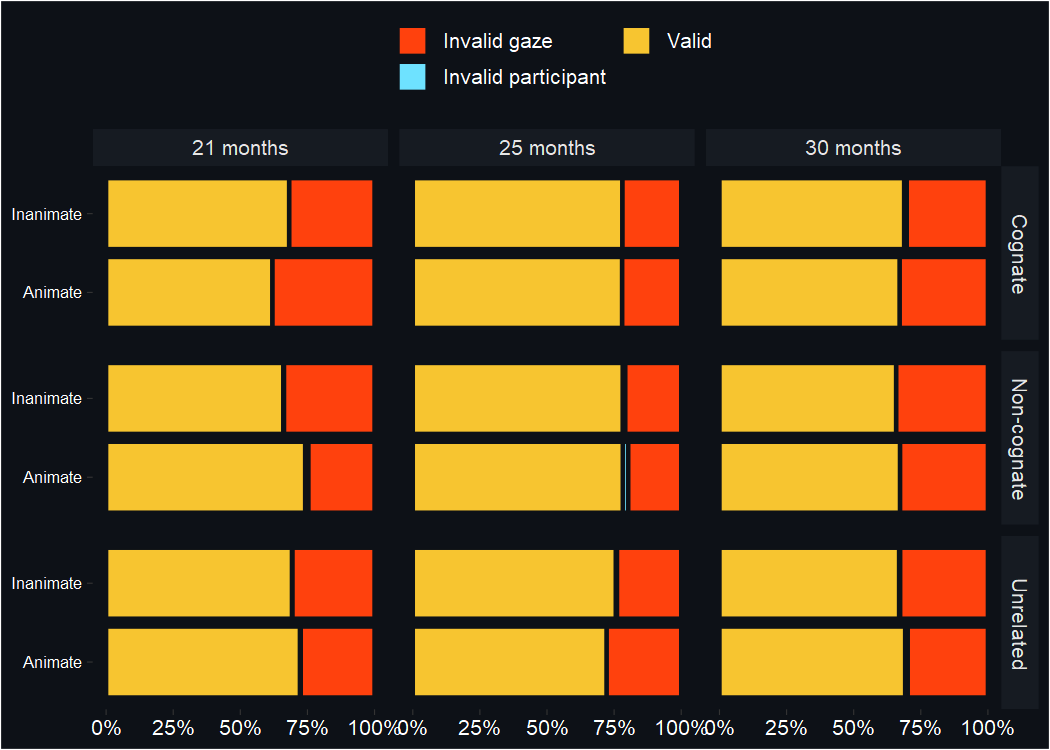 Invalid gaze Valid
Invalid participant
21 months 25 months 30 months
Inanimate
Animate
Cognate
Inanimate
Animate
Non-cognate
Inanimate
Animate
Unrelated
0% 25% 50% 75% 100% 0% 25% 50% 75% 100% 0% 25% 50% 75% 100%